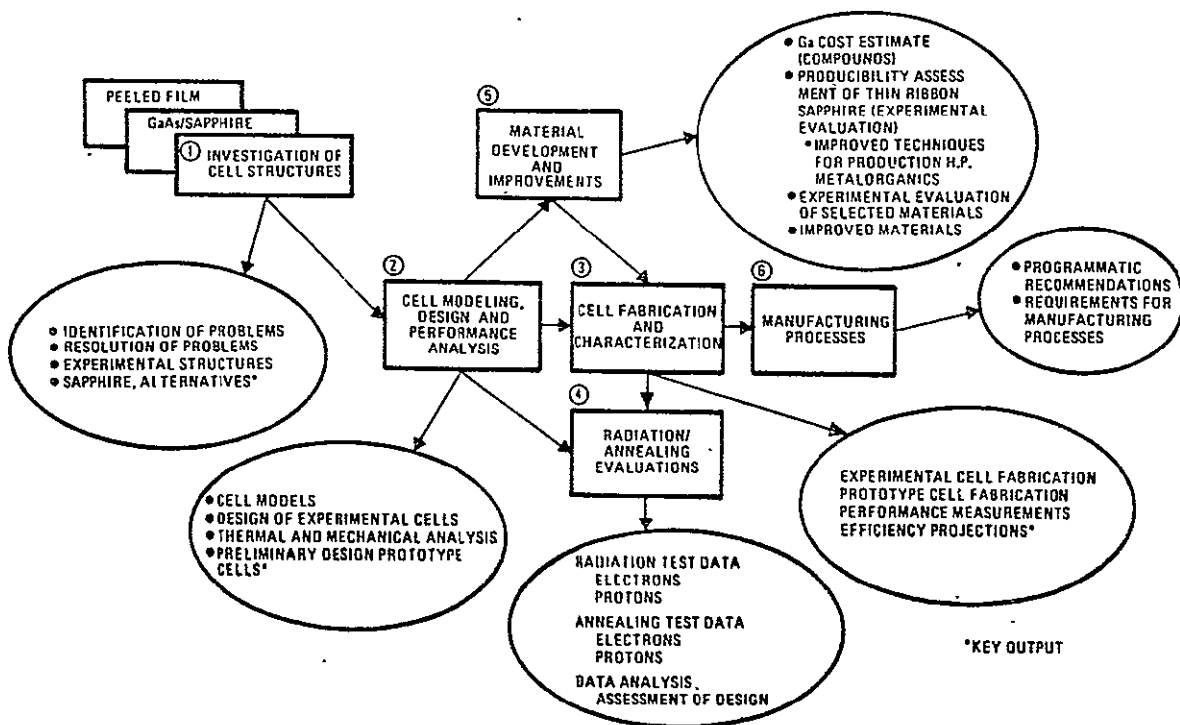 PEELED FILM
GaAs/SAPPHIRE
① INVESTIGATION OF
CELL STRUCTURES
⑤
MATERIAL
DEVELOPMENT
AND
IMPROVEMENTS
● Ga COST ESTIMATE
(COMPOUNDS)
● PRODUCIBILITY ASSESS
MENT OF THIN RIBBON
SAPPHIRE (EXPERIMENTAL
EVALUATION)
● IMPROVED TECHNIQUES
FOR PRODUCTION H.P.
METALORGANICS
● EXPERIMENTAL EVALUATION
OF SELECTED MATERIALS
● IMPROVED MATERIALS
②
CELL MODELING,
DESIGN AND
PERFORMANCE
ANALYSIS
③
CELL FABRICATION
AND
CHARACTERIZATION
⑥
MANUFACTURING
PROCESSES
● PROGRAMMATIC
RECOMMENDATIONS
● REQUIREMENTS FOR
MANUFACTURING
PROCESSES
● IDENTIFICATION OF PROBLEMS
● RESOLUTION OF PROBLEMS
● EXPERIMENTAL STRUCTURES
● SAPPHIRE, ALTERNATIVES*
④
RADIATION/
ANNEALING
EVALUATIONS
● CELL MODELS
● DESIGN OF EXPERIMENTAL CELLS
● THERMAL AND MECHANICAL ANALYSIS
● PRELIMINARY DESIGN PROTOTYPE
CELLS*
EXPERIMENTAL CELL FABRICATION
PROTOTYPE CELL FABRICATION
PERFORMANCE MEASUREMENTS
EFFICIENCY PROJECTIONS*
RADIATION TEST DATA
ELECTRONS
PROTONS
ANNEALING TEST DATA
ELECTRONS
PROTONS
DATA ANALYSIS
ASSESSMENT OF DESIGN
*KEY OUTPUT